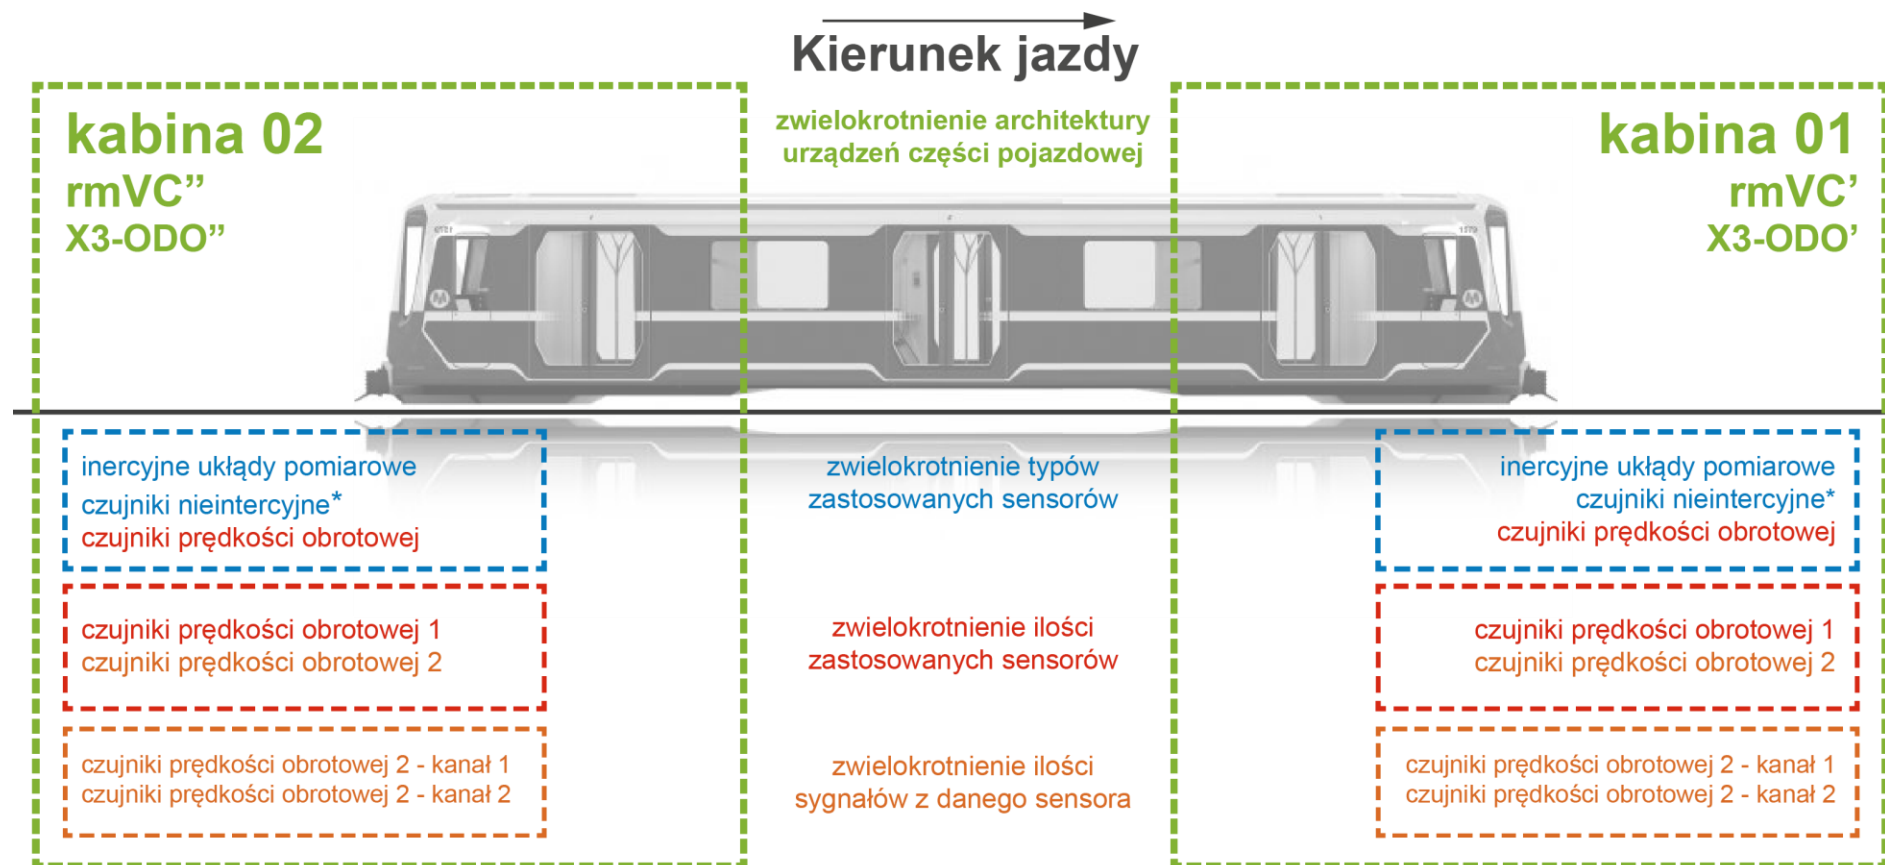 Kierunek jazdy
kabina 02
rmVC”
X3-ODO”
zwielokrotnienie architektury
urządzeń części pojazdowej
kabina 01
rmVC’
X3-ODO’
inercyjne ukłądy pomiarowe
czujniki nieintercyjne*
czujniki prędkości obrotowej
zwielokrotnienie typów
zastosowanych sensorów
inercyjne ukłądy pomiarowe
czujniki nieintercyjne*
czujniki prędkości obrotowej
czujniki prędkości obrotowej 1
czujniki prędkości obrotowej 2
zwielokrotnienie ilości
zastosowanych sensorów
czujniki prędkości obrotowej 1
czujniki prędkości obrotowej 2
czujniki prędkości obrotowej 2 - kanał 1
czujniki prędkości obrotowej 2 - kanał 2
zwielokrotnienie ilości
sygnałów z danego sensora
czujniki prędkości obrotowej 2 - kanał 1
czujniki prędkości obrotowej 2 - kanał 2